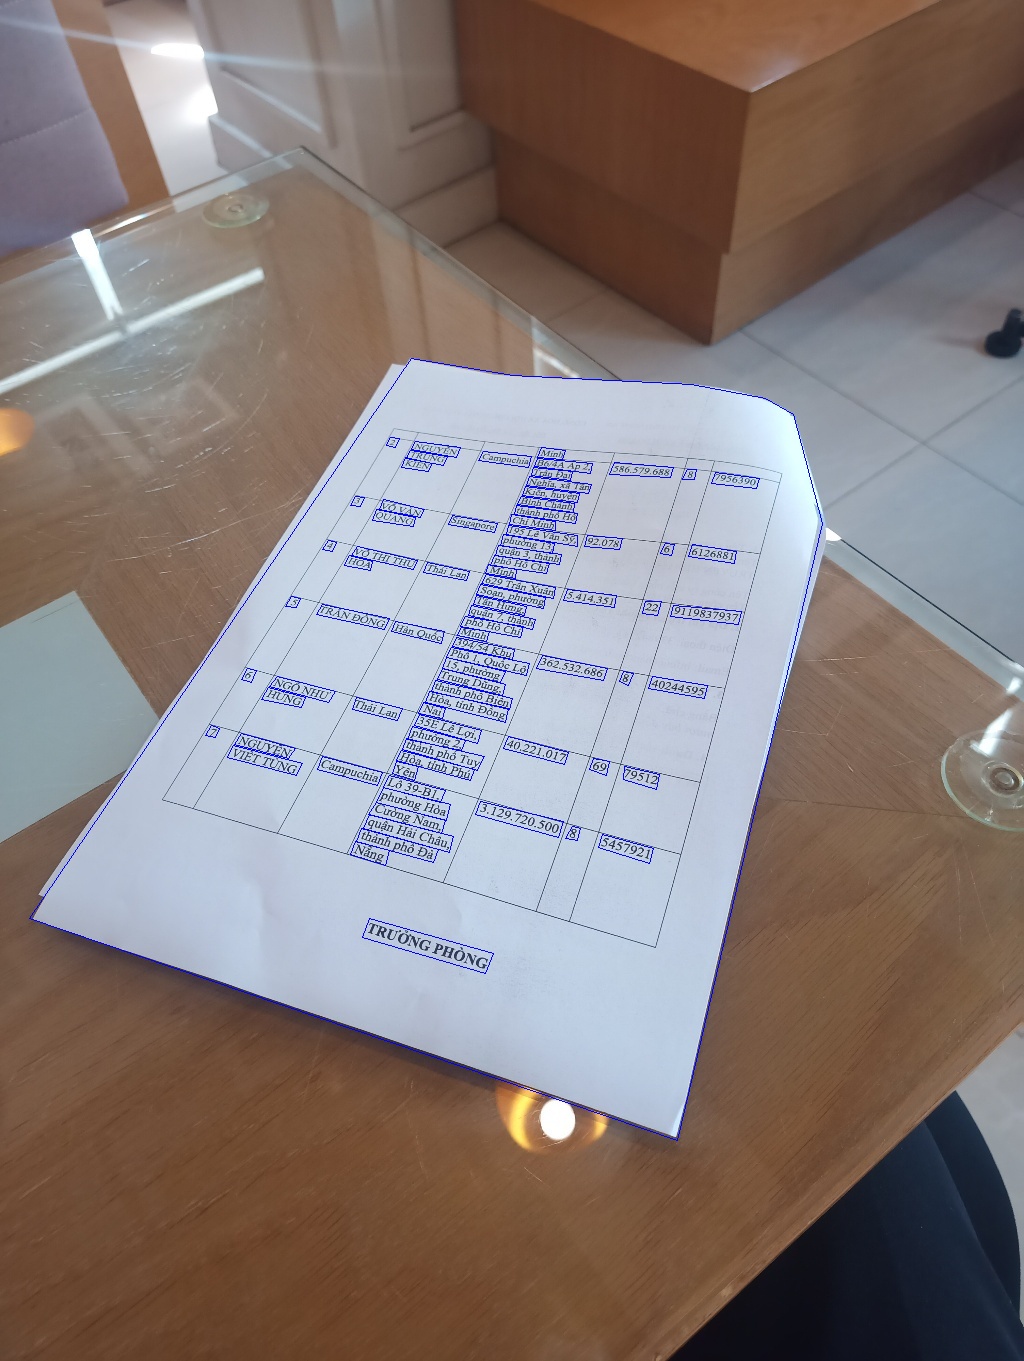 Minh
2 NGUYỄN Campuchia B6/4A Ấp 2, 586.579.688 8 7956390
TRUNG Trần Đại
KIÊN Nghĩa, xã Tân
Kiên, huyện
Bình Chánh,
thành phố Hồ
Chí Minh
3 VÕ VĂN Singapore 195 Lê Văn Sỹ, 92.078 6 6126881
QUANG phường 13,
quận 3, thành
phố Hồ Chí
Minh
4 VÕ THỊ THU Thái Lan 629 Trần Xuân 5.414.351 22 9119837937
HOA Soạn, phường
Tân Hưng,
quận 7, thành
phố Hồ Chí
Minh
5 TRẦN ĐÔNG Hàn Quốc 394/54 Khu 362.532.686 8 40244595
Phố 1, Quốc Lộ
15, phường
Trung Dũng,
thành phố Biên
Hòa, tỉnh Đồng
Nai
6 NGÔ NHƯ Thái Lan 35E Lê Lợi, 40.221.017 69 79512
HƯNG phường 2,
thành phố Tuy
Hòa, tỉnh Phú
Yên
7 NGUYỄN Campuchia Lô 39-B1, 3.129.720.500 8 5457921
VIẾT TÙNG phường Hòa
Cường Nam,
quận Hải Châu,
thành phố Đà
Nẵng
TRƯỞNG PHÒNG